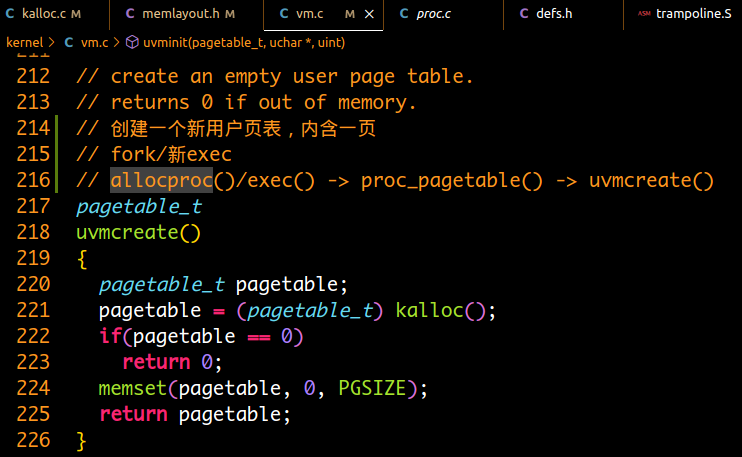 kalloc.c M memlayout.h M vm.c M × proc.c defs.h ASM trampoline.S
kernel > vm.c > uvminit(pagetable_t, uchar *, uint)
211
212 // create an empty user page table.
213 // returns 0 if out of memory.
214 // 创建一个新用户页表，内含一页
215 // fork/新exec
216 // allocproc()/exec() -> proc_pagetable() -> uvmcreate()
217 pagetable_t
218 uvmcreate()
219 {
220 pagetable_t pagetable;
221 pagetable = (pagetable_t) kalloc();
222 if(pagetable == 0)
223 return 0;
224 memset(pagetable, 0, PGSIZE);
225 return pagetable;
226 }